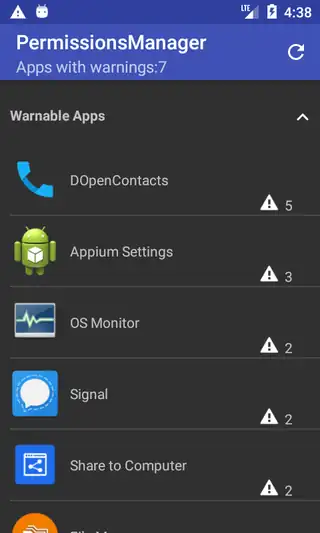 LTE 4:38
PermissionsManager
Apps with warnings:7
Warnable Apps
DOpenContacts
5
Appium Settings
3
OS Monitor
2
Signal
2
Share to Computer
2